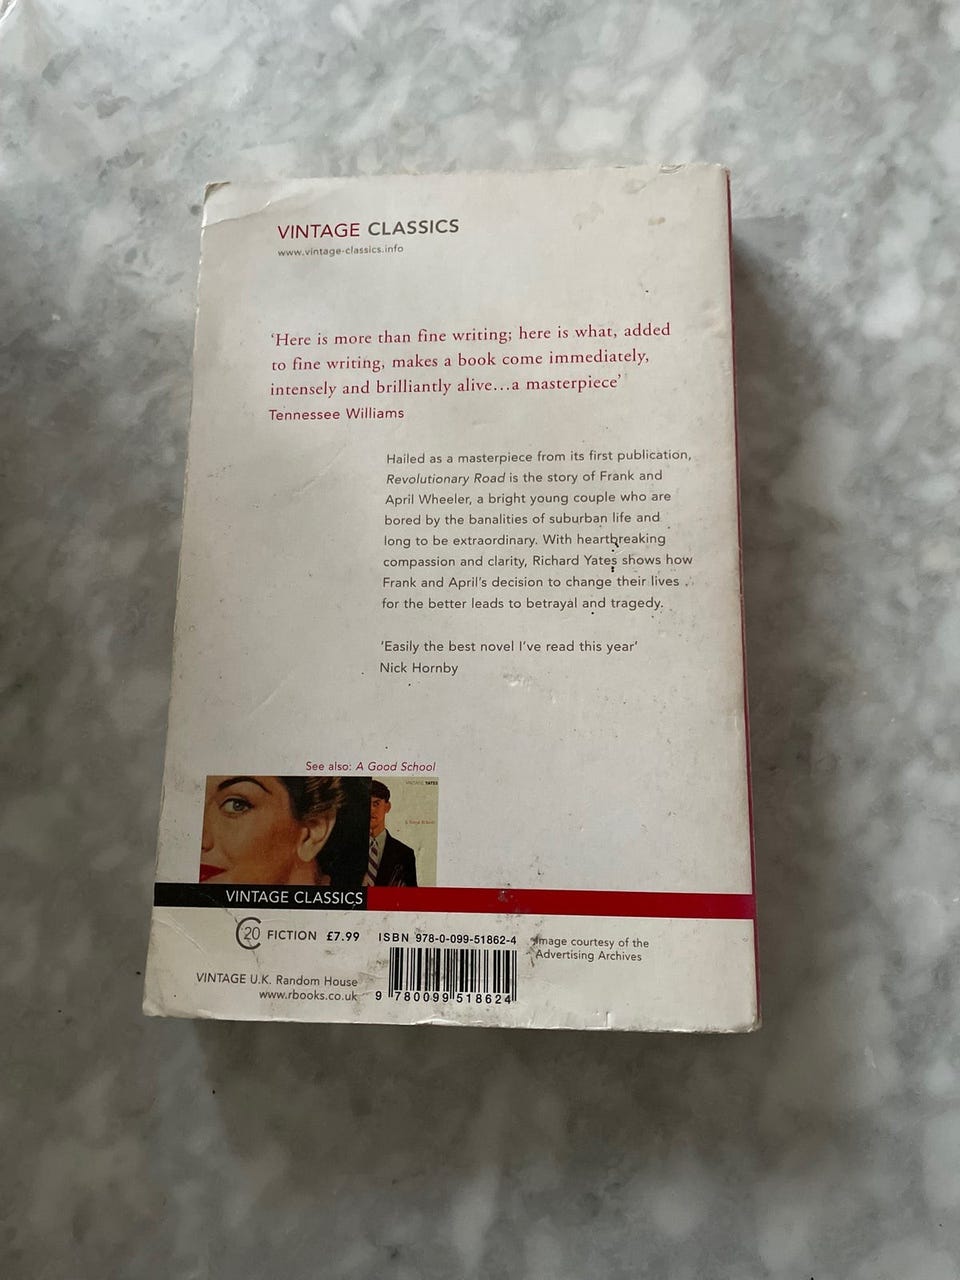 VINTAGE CLASSICS
www.vintage-classics.info
‘Here is more than fine writing; here is what, added
to fine writing, makes a book come immediately,
intensely and brilliantly alive...a masterpiece’
Tennessee Williams
Hailed as a masterpiece from its first publication,
Revolutionary Road is the story of Frank and
April Wheeler, a bright young couple who are
bored by the banalities of suburban life and
long to be extraordinary. With heartbreaking
compassion and clarity, Richard Yates shows how
Frank and April’s decision to change their lives
for the better leads to betrayal and tragedy.
‘Easily the best novel I’ve read this year’
Nick Hornby
See also: A Good School
VINTAGE YATES
A Good School
VINTAGE CLASSICS
C20 FICTION £7.99
ISBN 978-0-099-51862-4
Image courtesy of the
Advertising Archives
VINTAGE U.K. Random House
www.rbooks.co.uk
9 780099 518624